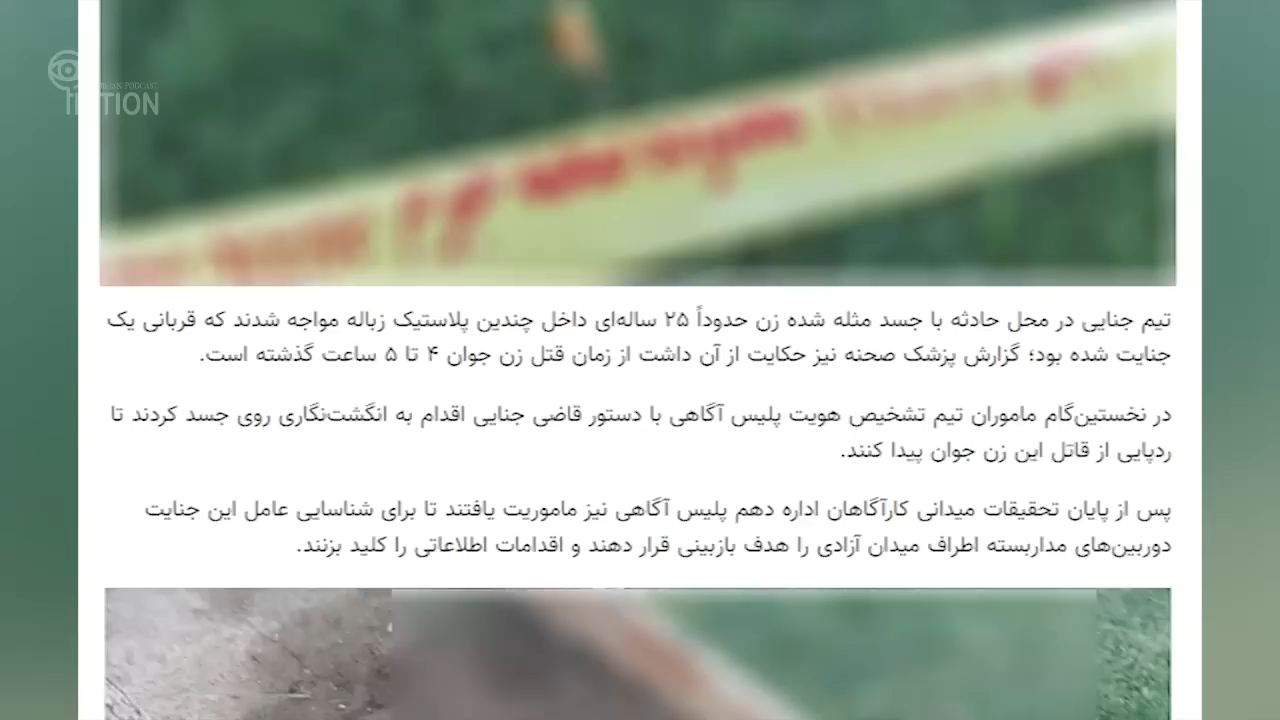 تیم جنایی در محل حادثه با جسد مثله شده زن حدوداً ۲۵ ساله‌ای داخل چندین پلاستیک زباله مواجه شدند که قربانی یک
جنایت شده بود؛ گزارش پزشک صحنه نیز حکایت از آن داشت از زمان قتل زن جوان ۴ تا ۵ ساعت گذشته است.
در نخستین‌گام ماموران تیم تشخیص هویت پلیس آگاهی با دستور قاضی جنایی اقدام به انگشت‌نگاری روی جسد کردند تا
ردپایی از قاتل این زن جوان پیدا کنند.
پس از پایان تحقیقات میدانی کارآگاهان اداره دهم پلیس آگاهی نیز ماموریت یافتند تا برای شناسایی عامل این جنایت
دوربین‌های مداربسته اطراف میدان آزادی را هدف بازبینی قرار دهند و اقدامات اطلاعاتی را کلید بزنند.